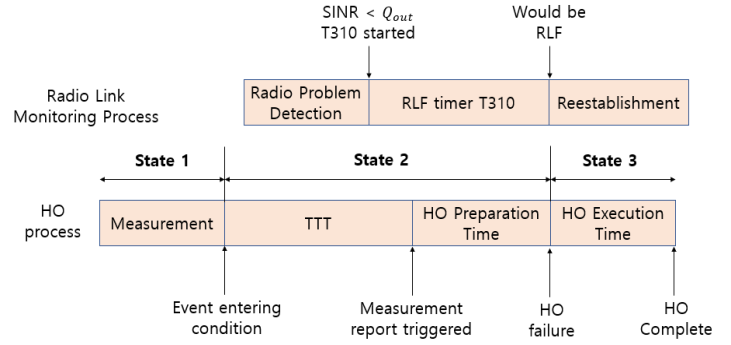 SINR < Q_out
T310 started
Would be
RLF
Radio Link
Monitoring Process
Radio Problem
Detection
RLF timer T310
Reestablishment
State 1
State 2
State 3
HO
process
Measurement
TTT
HO Preparation
Time
HO Execution
Time
Event entering
condition
Measurement
report triggered
HO
failure
HO
Complete